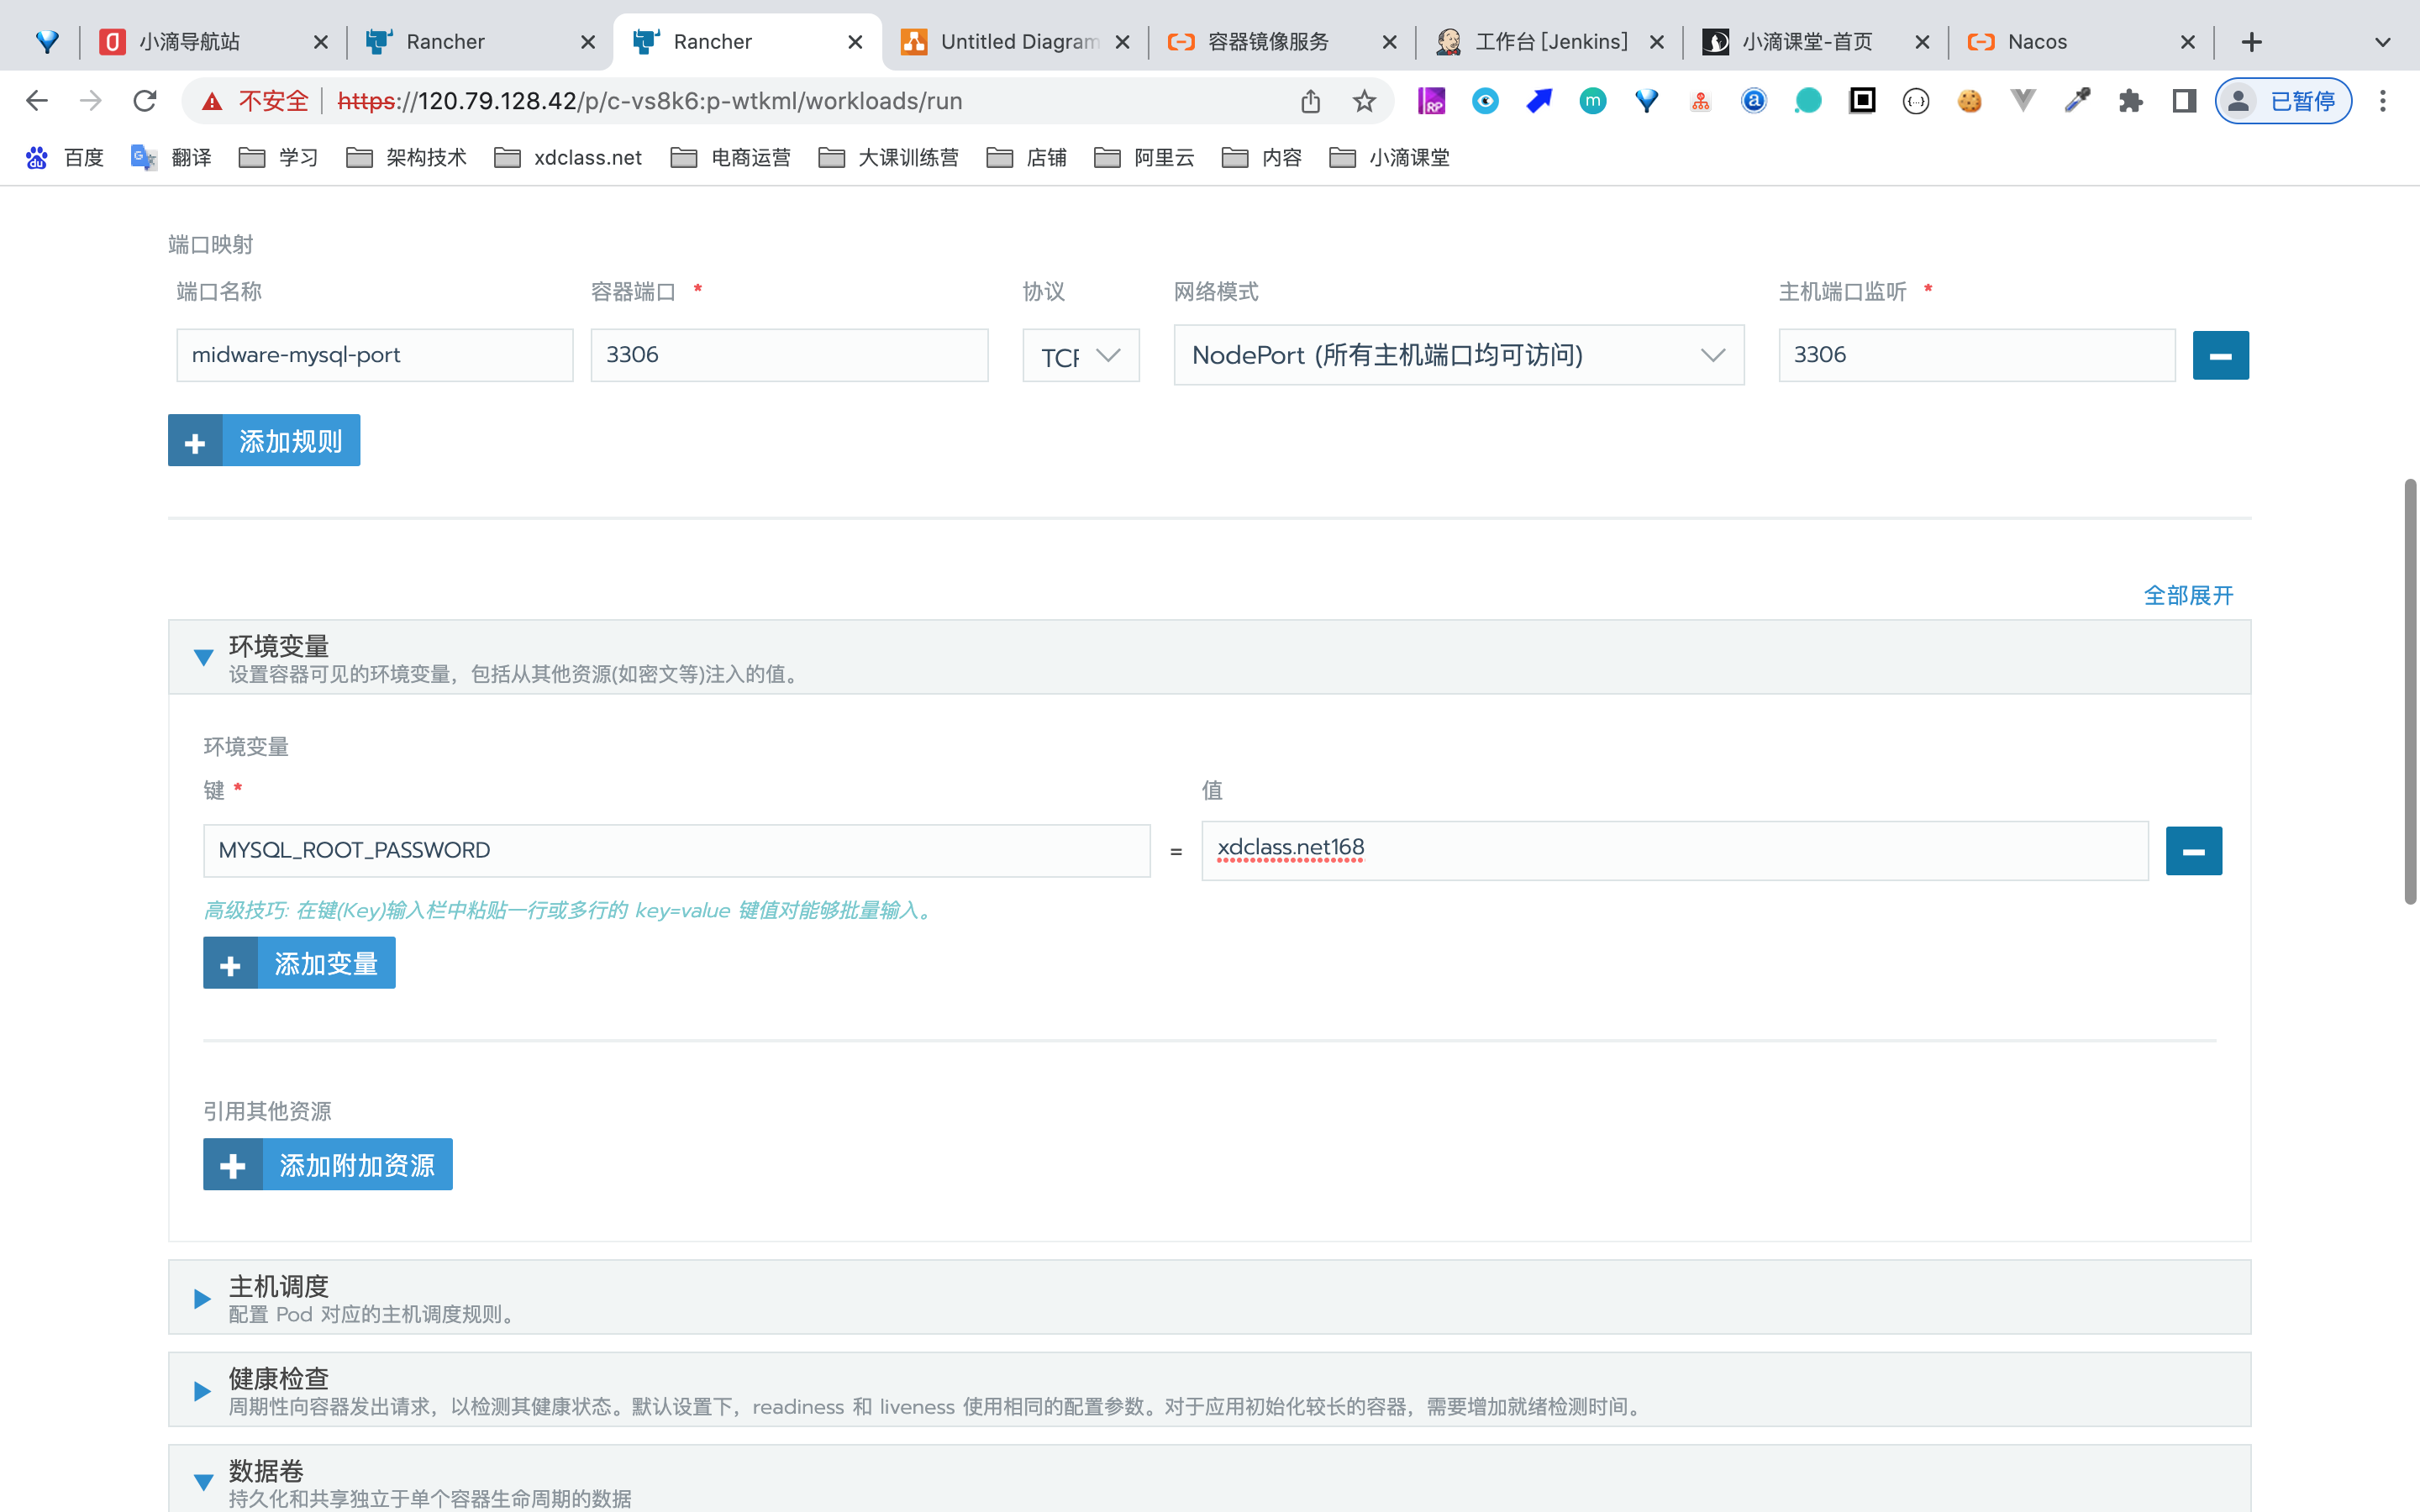 小滴导航站
Rancher
Rancher
Untitled Diagram
容器镜像服务
工作台 [Jenkins]
小滴课堂-首页
Nacos
不安全
https://120.79.128.42/p/c-vs8k6:p-wtkml/workloads/run
已暂停
百度
翻译
学习
架构技术
xdclass.net
电商运营
大课训练营
店铺
阿里云
内容
小滴课堂
端口映射
端口名称
容器端口 *
协议
网络模式
主机端口监听 *
midware-mysql-port
3306
TCP
NodePort (所有主机端口均可访问)
3306
添加规则
全部展开
环境变量
设置容器可见的环境变量，包括从其他资源(如密文等)注入的值。
环境变量
键 *
值
MYSQL_ROOT_PASSWORD
=
xdclass.net168
高级技巧: 在键(Key)输入栏中粘贴一行或多行的 key=value 键值对能够批量输入。
添加变量
引用其他资源
添加附加资源
主机调度
配置 Pod 对应的主机调度规则。
健康检查
周期性向容器发出请求，以检测其健康状态。默认设置下，readiness 和 liveness 使用相同的配置参数。对于应用初始化较长的容器，需要增加就绪检测时间。
数据卷
持久化和共享独立于单个容器生命周期的数据